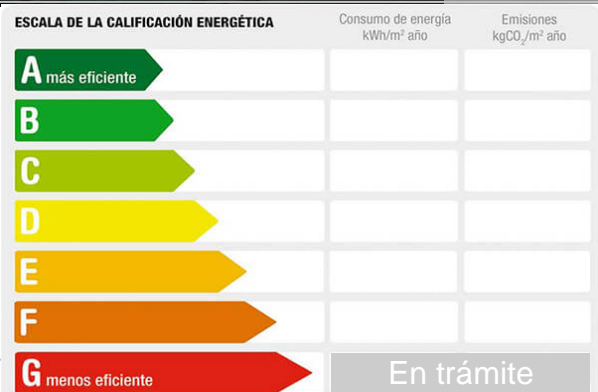 ESCALA DE LA CALIFICACIÓN ENERGÉTICA
Consumo de energía
kWh/m² año
Emisiones
kgCO₂/m² año
A más eficiente
B
C
D
E
F
G menos eficiente
En trámite